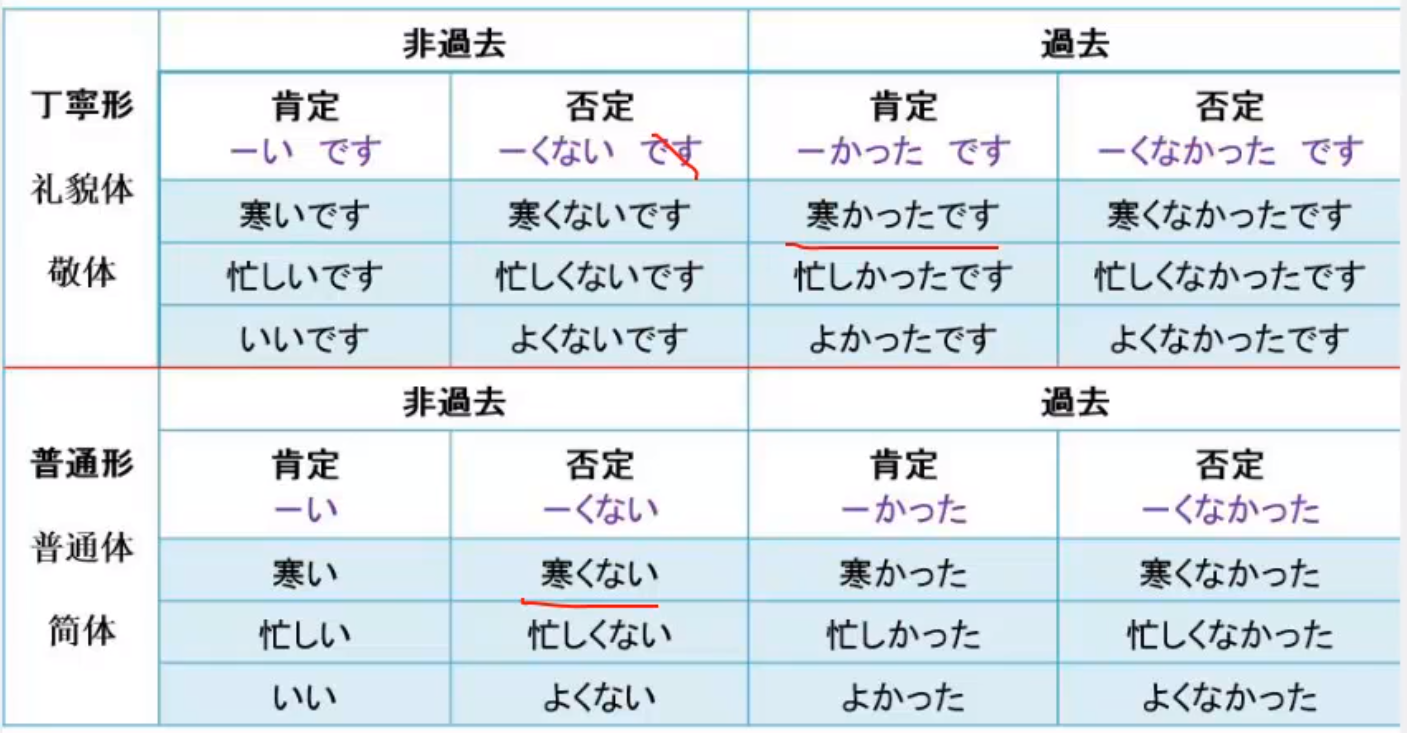 非過去 過去
丁寧形
礼貌体
敬体
肯定 否定 肯定 否定
ーい です ーくない です ーかった です ーくなかった です
寒いです 寒くないです 寒かったです 寒くなかったです
忙しいです 忙しくないです 忙しかったです 忙しくなかったです
いいです よくないです よかったです よくなかったです
非過去 過去
普通形
普通体
简体
肯定 否定 肯定 否定
ーい ーくない ーかった ーくなかった
寒い 寒くない 寒かった 寒くなかった
忙しい 忙しくない 忙しかった 忙しくなかった
いい よくない よかった よくなかった